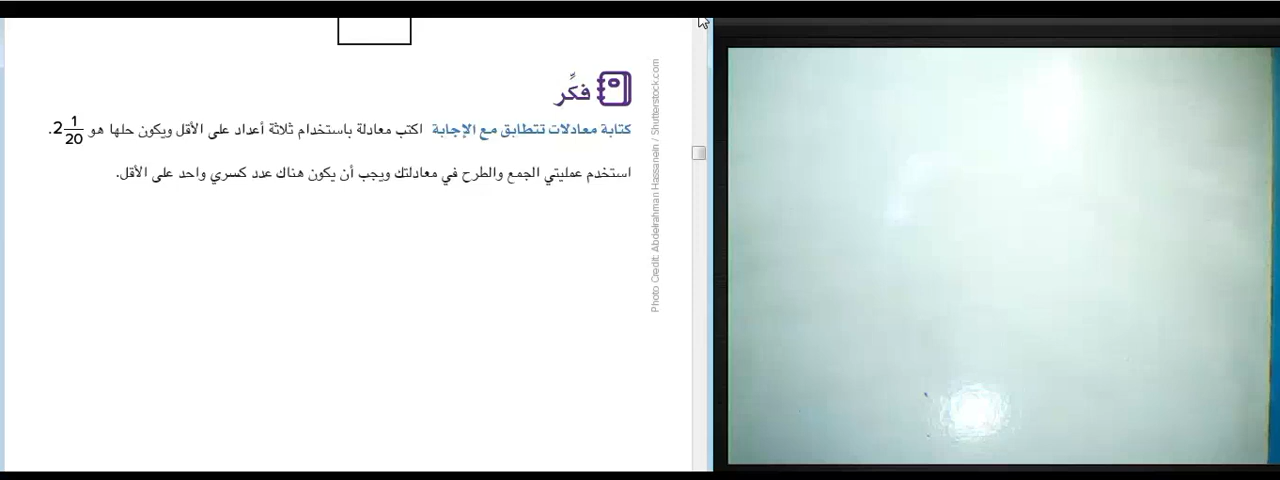 فكِّر
كتابة معادلات تتطابق مع الإجابة اكتب معادلة باستخدام ثلاثة أعداد على الأقل ويكون حلها هو 2 1/20.
استخدم عمليتي الجمع والطرح في معادلتك ويجب أن يكون هناك عدد كسري واحد على الأقل.
Photo Credit: Abdelrahman Hassanein / Shutterstock.com